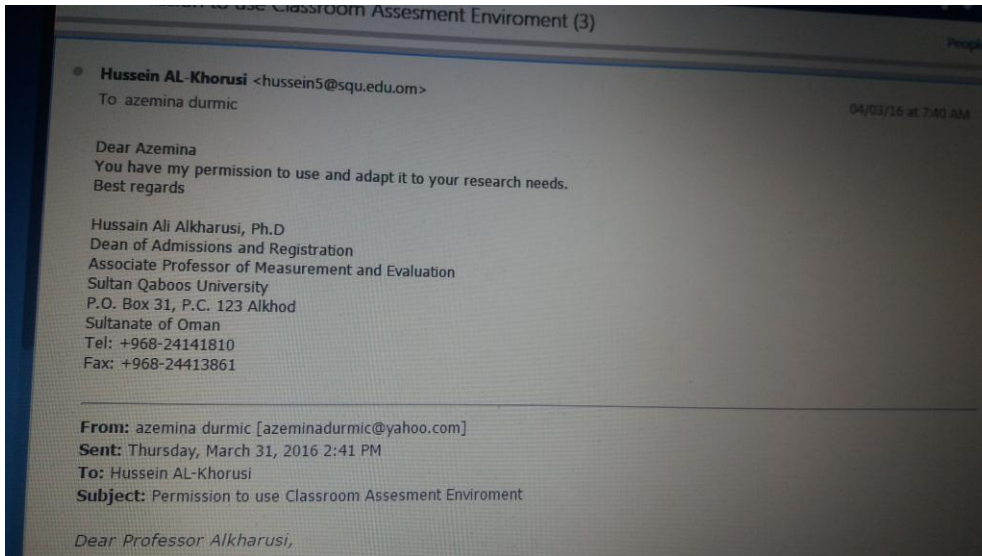 to use Classroom Assesment Enviroment (3)
People
Hussein AL-Khorusi <hussein5@squ.edu.om>
To azemina durmic
04/03/16 at 7:40 AM
Dear Azemina
You have my permission to use and adapt it to your research needs.
Best regards
Hussain Ali Alkharusi, Ph.D
Dean of Admissions and Registration
Associate Professor of Measurement and Evaluation
Sultan Qaboos University
P.O. Box 31, P.C. 123 Alkhod
Sultanate of Oman
Tel: +968-24141810
Fax: +968-24413861
From: azemina durmic [azeminadurmic@yahoo.com]
Sent: Thursday, March 31, 2016 2:41 PM
To: Hussein AL-Khorusi
Subject: Permission to use Classroom Assesment Enviroment
Dear Professor Alkharusi,